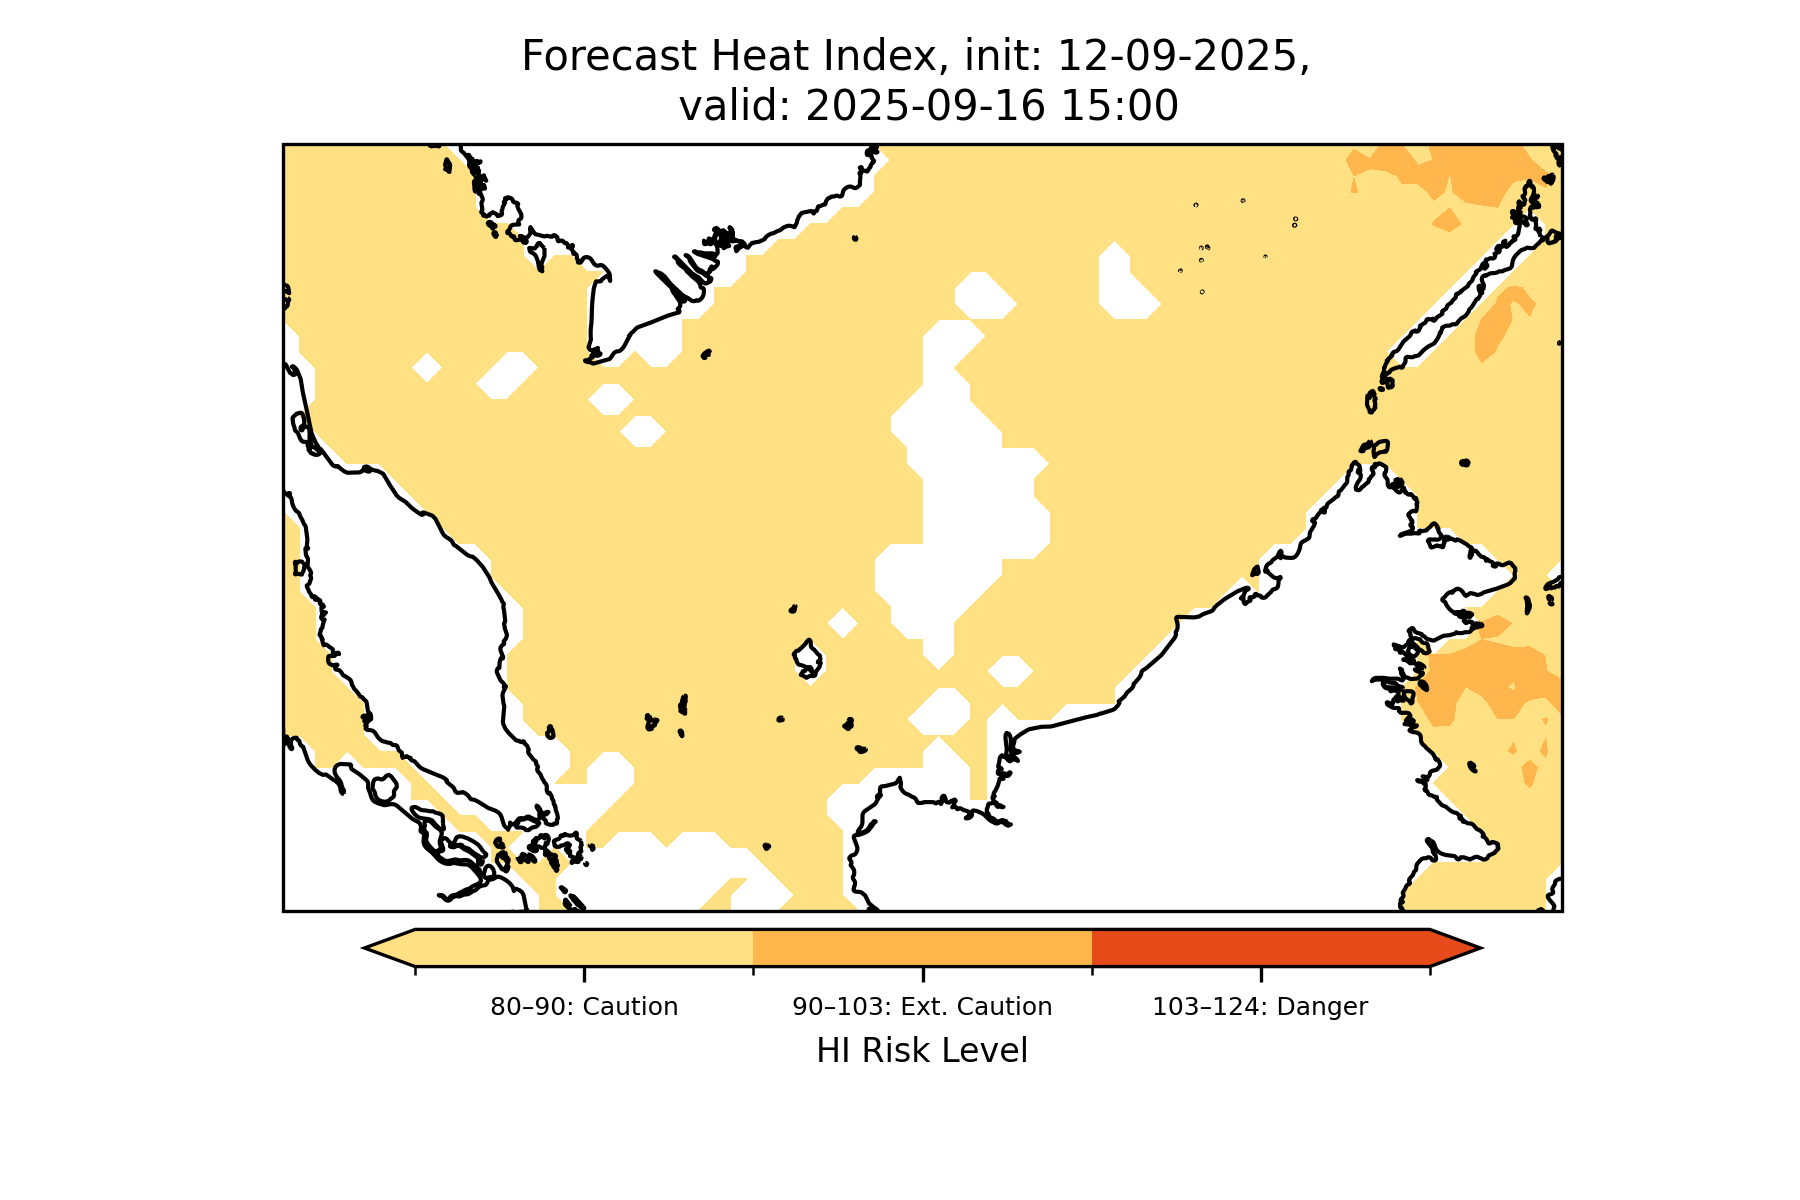 Forecast Heat Index, init: 12-09-2025,
valid: 2025-09-16 15:00
80–90: Caution
90–103: Ext. Caution
103–124: Danger
HI Risk Level